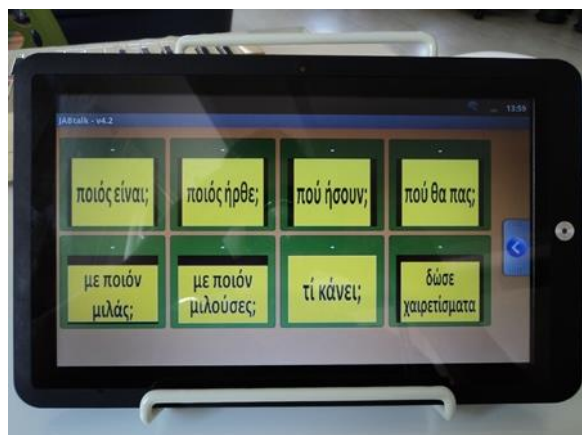 13:59
JABtalk - v4.2
ποιός είναι;
ποιός ήρθε;
πού ήσουν;
πού θα πας;
με ποιόν
μιλάς;
με ποιόν
μιλούσες;
τί κάνει;
δώσε
χαιρετίσματα